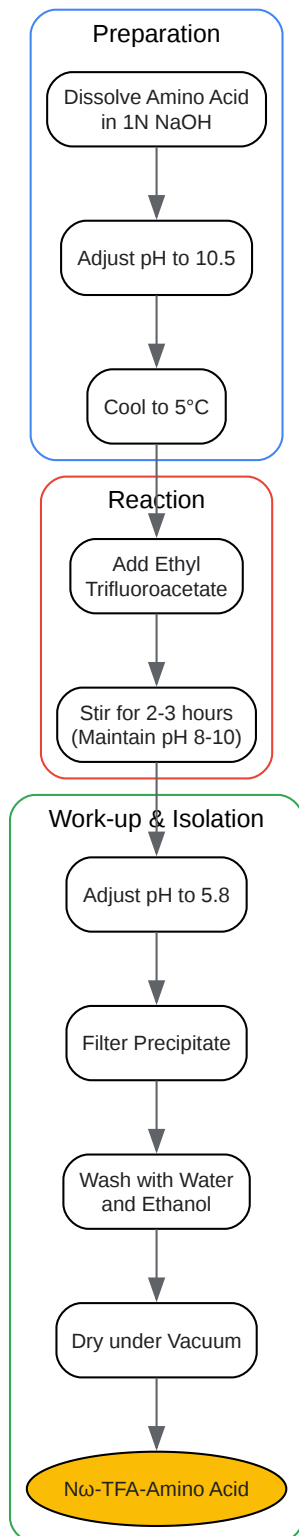 Preparation
Dissolve Amino Acid
in 1N NaOH
Adjust pH to 10.5
Cool to 5°C
Reaction
Add Ethyl
Trifluoroacetate
Stir for 2-3 hours
(Maintain pH 8-10)
Work-up & Isolation
Adjust pH to 5.8
Filter Precipitate
Wash with Water
and Ethanol
Dry under Vacuum
Nω-TFA-Amino Acid